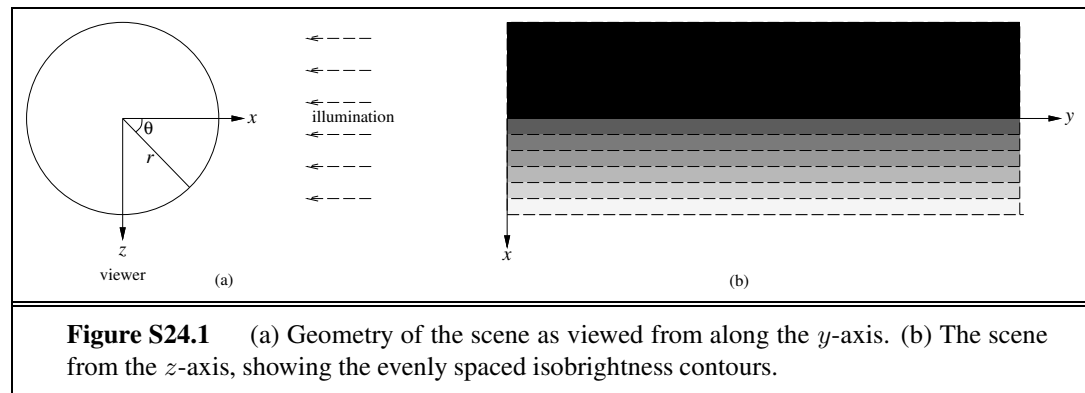 x
θ
illumination
y
r
z
x
viewer
(a)
(b)
Figure S24.1 (a) Geometry of the scene as viewed from along the y-axis. (b) The scene
from the z-axis, showing the evenly spaced isobrightness contours.